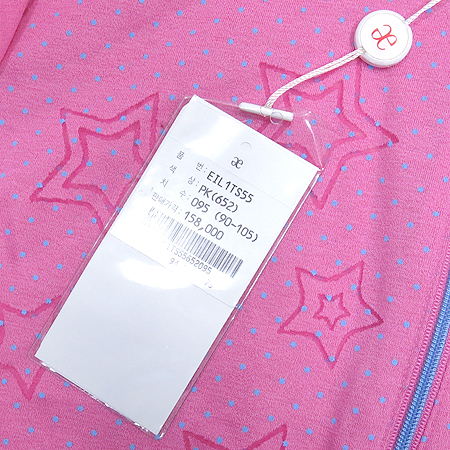 æ
æ
품 번: EIL1TS55
색 상: PK(652)
치 수: 095 (90-105)
판매가격: 158,000